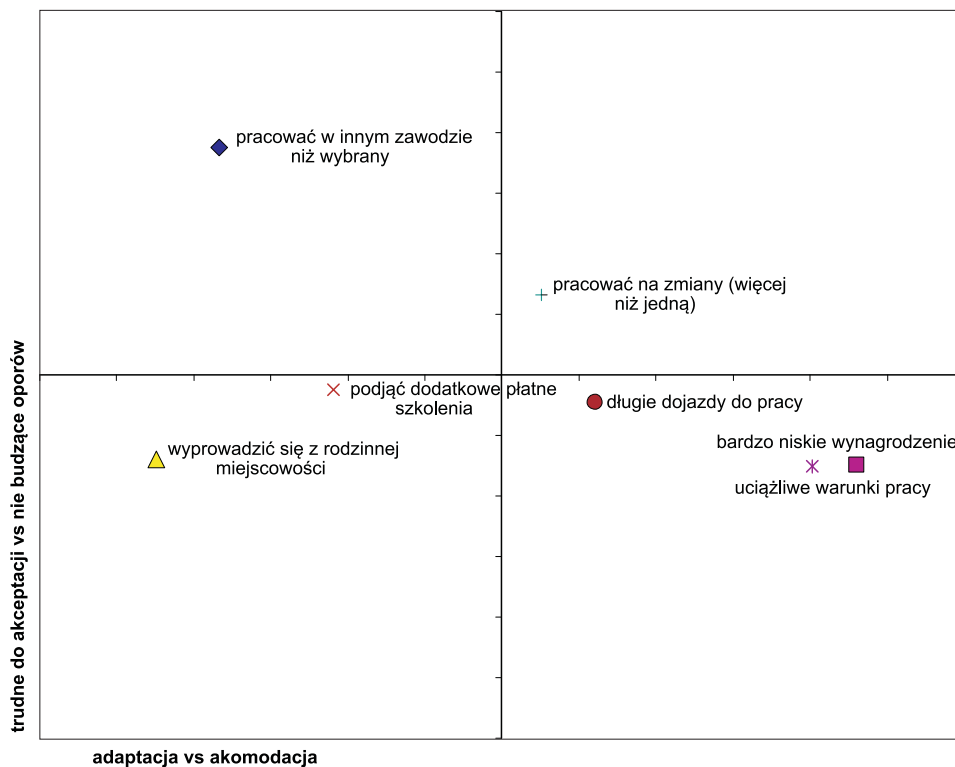 pracować w innym zawodzie
niż wybrany
pracować na zmiany (więcej
niż jedną)
podjąć dodatkowe płatne
szkolenia
długie dojazdy do pracy
wyprowadzić się z rodzinnej
miejscowości
bardzo niskie wynagrodzenie
uciążliwe warunki pracy
trudne do akceptacji vs nie budzące oporów
adaptacja vs akomodacja